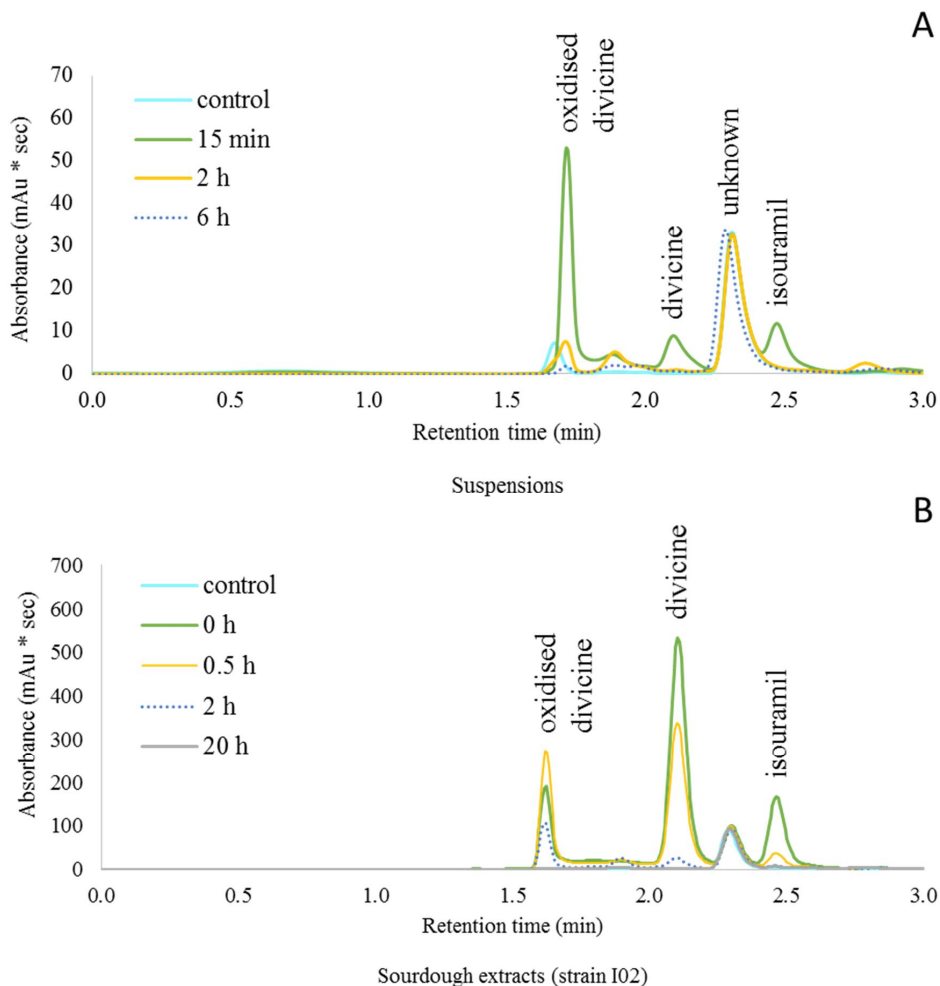 A
70
60
50
40
30
20
10
0
Absorbance (mAu * sec)
control
15 min
2 h
6 h
oxidised
divicine
divicine
unknown
isouramil
0.0 0.5 1.0 1.5 2.0 2.5 3.0
Retention time (min)
Suspensions
B
700
600
500
400
300
200
100
0
Absorbance (mAu * sec)
control
0 h
0.5 h
2 h
20 h
oxidised
divicine
divicine
isouramil
0.0 0.5 1.0 1.5 2.0 2.5 3.0
Retention time (min)
Sourdough extracts (strain I02)